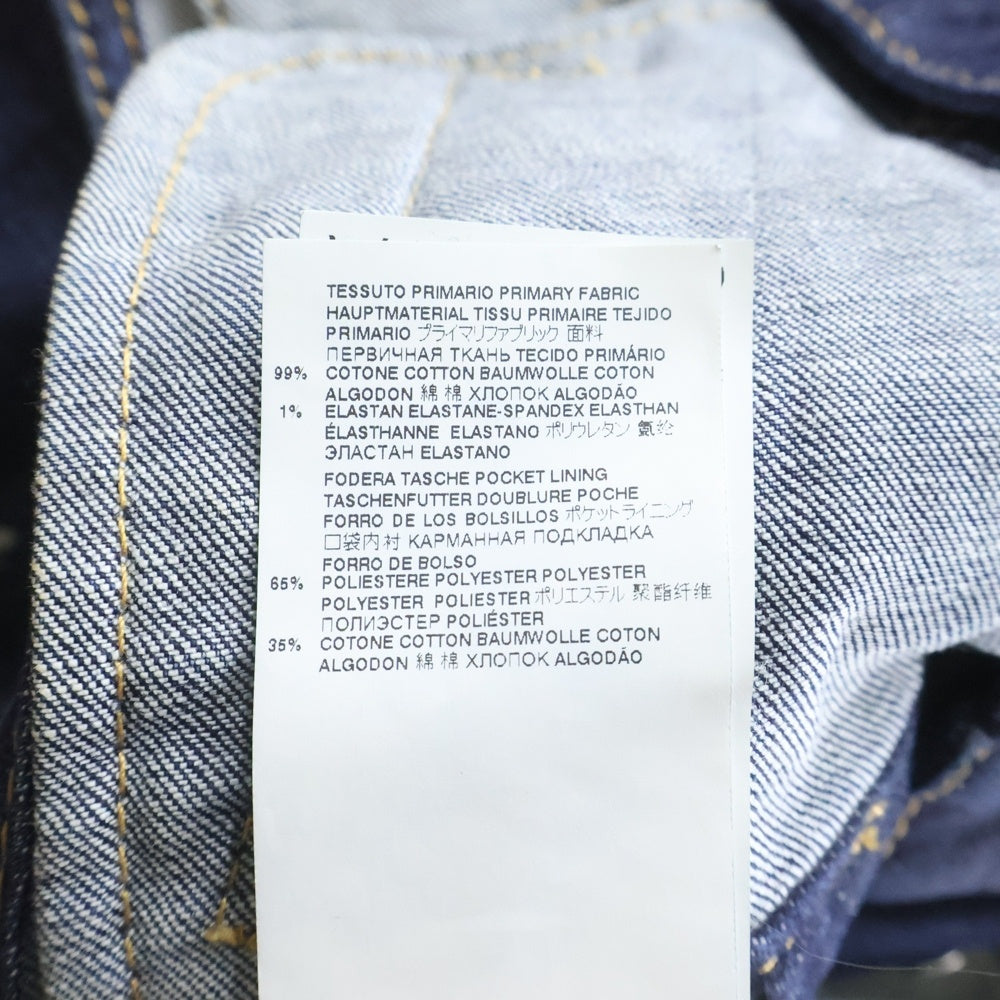 TESSUTO PRIMARIO PRIMARY FABRIC
HAUPTMATERIAL TISSU PRIMAIRE TEJIDO
PRIMARIO プライマリファブリック 面料
ПЕРВИЧНАЯ ТКАНЬ TECIDO PRIMÁRIO
99% COTONE COTTON BAUMWOLLE COTON
ALGODON 綿 棉 ХЛОПОК ALGODÃO
1% ELASTAN ELASTANE-SPANDEX ELASTHAN
ÉLASTHANNE ELASTANO ポリウレタン 氨纶
ЭЛАСТАН ELASTANO
FODERA TASCHE POCKET LINING
TASCHENFUTTER DOUBLURE POCHE
FORRO DE LOS BOLSILLOS ポケットライニング
口袋内衬 КАРМАННАЯ ПОДКЛАДКА
FORRO DE BOLSO
65% POLIESTERE POLYESTER POLYESTER
POLYESTER POLIESTER ポリエステル 聚酯纤维
ПОЛИЭСТЕР POLIÉSTER
35% COTONE COTTON BAUMWOLLE COTON
ALGODON 綿 棉 ХЛОПОК ALGODÃO